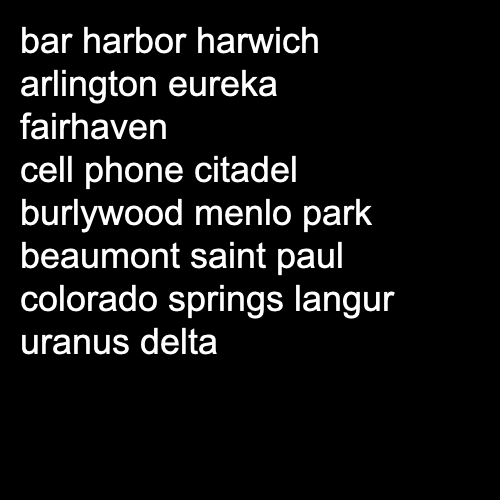 bar harbor harwich
arlington eureka
fairhaven
cell phone citadel
burlywood menlo park
beaumont saint paul
colorado springs langur
uranus delta